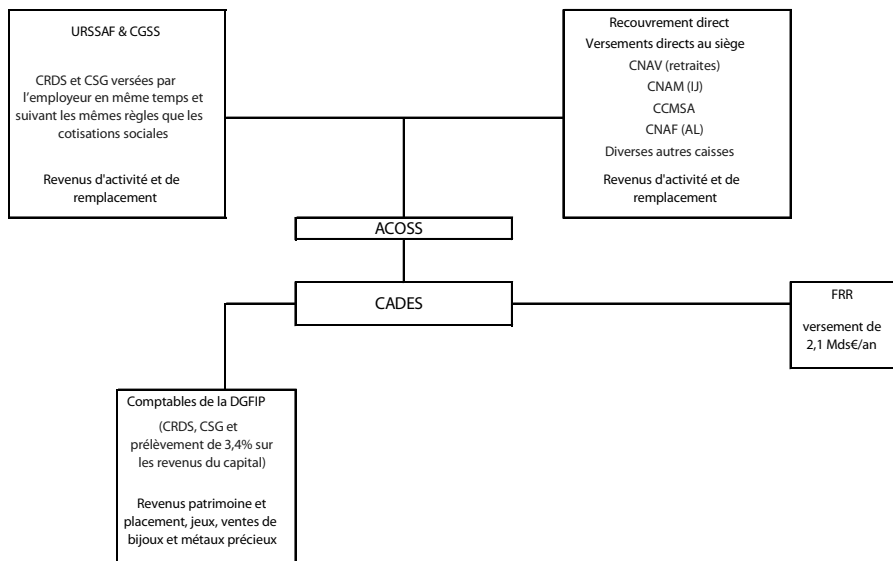 URSSAF & CGSS
CRDS et CSG versées par
l'employeur en même temps et
suivant les mêmes règles que les
cotisations sociales
Revenus d'activité et de
remplacement
Recouvrement direct
Versements directs au siège
CNAV (retraites)
CNAM (IJ)
CCMSA
CNAF (AL)
Diverses autres caisses
Revenus d'activité et de
remplacement
ACOSS
CADES
FRR
versement de
2,1 Mds€/an
Comptables de la DGFIP
(CRDS, CSG et
prélèvement de 3,4% sur
les revenus du capital)
Revenus patrimoine et
placement, jeux, ventes de
bijoux et métaux précieux